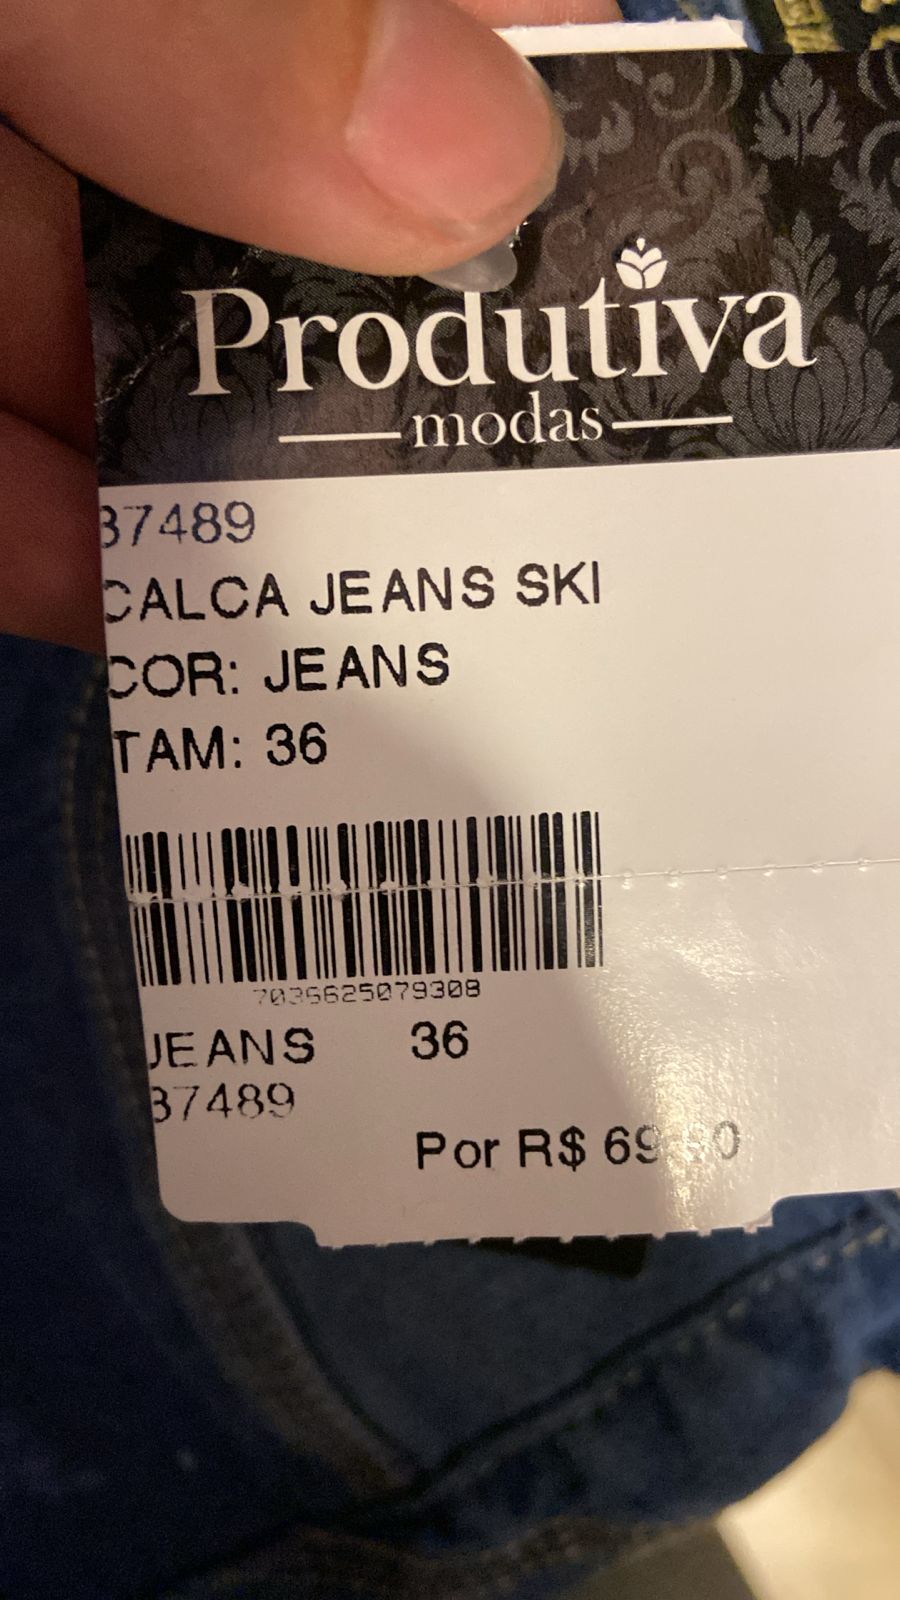 Produtiva
modas
37489
CALCA JEANS SKI
COR: JEANS
TAM: 36
7036625079308
JEANS 36
37489
Por R$